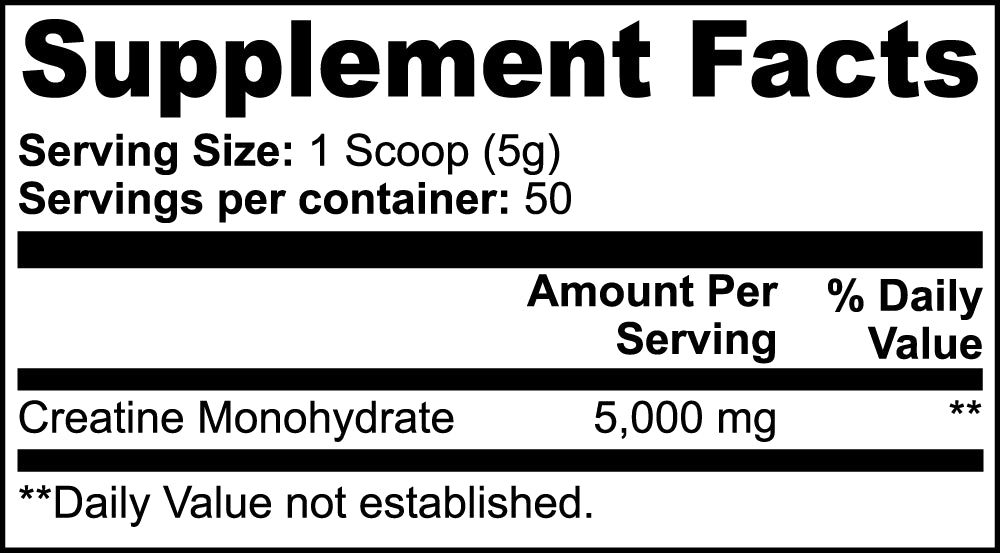 Supplement Facts
Serving Size: 1 Scoop (5g)
Servings per container: 50
Amount Per Serving % Daily Value
Creatine Monohydrate 5,000 mg **
**Daily Value not established.